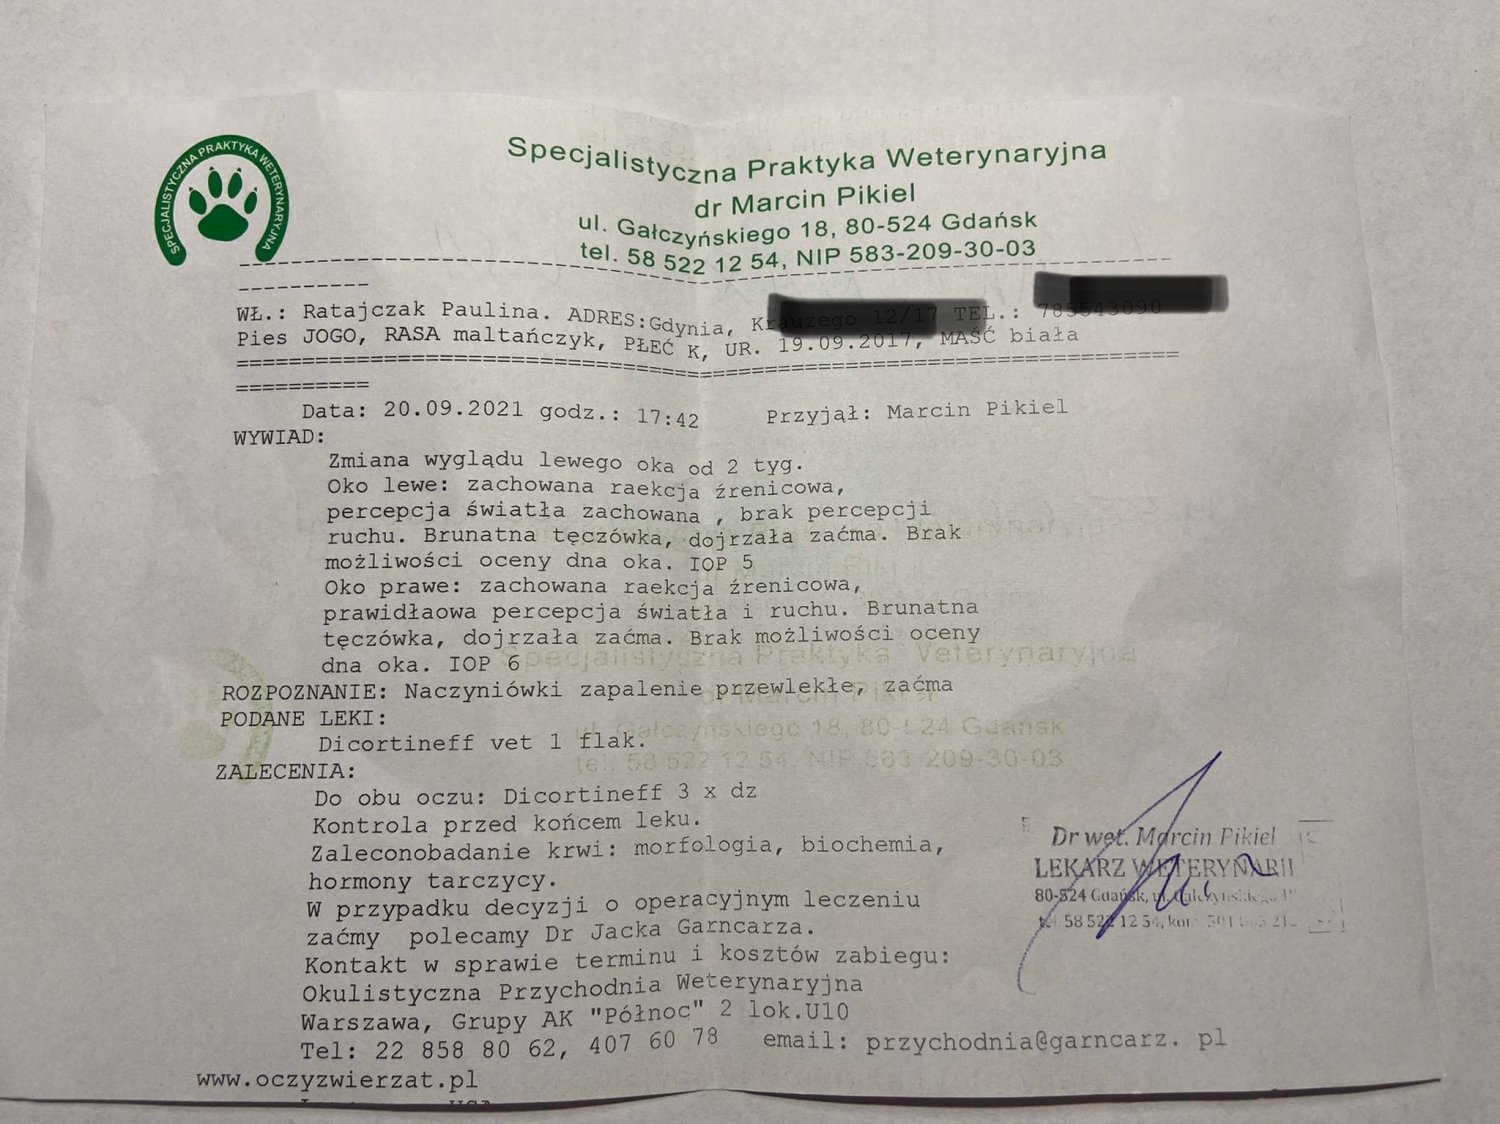 SPECJALISTYCZNA PRAKTYKA WETERYNARYJNA
Specjalistyczna Praktyka Weterynaryjna
dr Marcin Pikiel
ul. Gałczyńskiego 18, 80-524 Gdańsk
tel. 58 522 12 54, NIP 583-209-30-03
WŁ.: Ratajczak Paulina. ADRES:Gdynia, TEL.:
Pies JOGO, RASA maltańczyk, PŁEĆ K, UR. 19.09.2017, MAŚĆ biała
Data: 20.09.2021 godz.: 17:42 Przyjął: Marcin Pikiel
WYWIAD:
Zmiana wyglądu lewego oka od 2 tyg.
Oko lewe: zachowana raekcja źrenicowa,
percepcja światła zachowana , brak percepcji
ruchu. Brunatna tęczówka, dojrzała zaćma. Brak
możliwości oceny dna oka. IOP 5
Oko prawe: zachowana raekcja źrenicowa,
prawidłaowa percepcja światła i ruchu. Brunatna
tęczówka, dojrzała zaćma. Brak możliwości oceny
dna oka. IOP 6
ROZPOZNANIE: Naczyniówki zapalenie przewlekłe, zaćma
PODANE LEKI:
Dicortineff vet 1 flak.
ZALECENIA:
Do obu oczu: Dicortineff 3 x dz
Kontrola przed końcem leku.
Zaleconobadanie krwi: morfologia, biochemia,
hormony tarczycy.
W przypadku decyzji o operacyjnym leczeniu
zaćmy polecamy Dr Jacka Garncarza.
Kontakt w sprawie terminu i kosztów zabiegu:
Okulistyczna Przychodnia Weterynaryjna
Warszawa, Grupy AK "Północ" 2 lok.U10
Tel: 22 858 80 62, 407 60 78 email: przychodnia@garncarz. pl
www.oczyzwierzat.pl
Dr wet. Marcin Pikiel
LEKARZ WETERYNARII
80-524 Gdańsk, ul.
tel. 58 522 12 54,